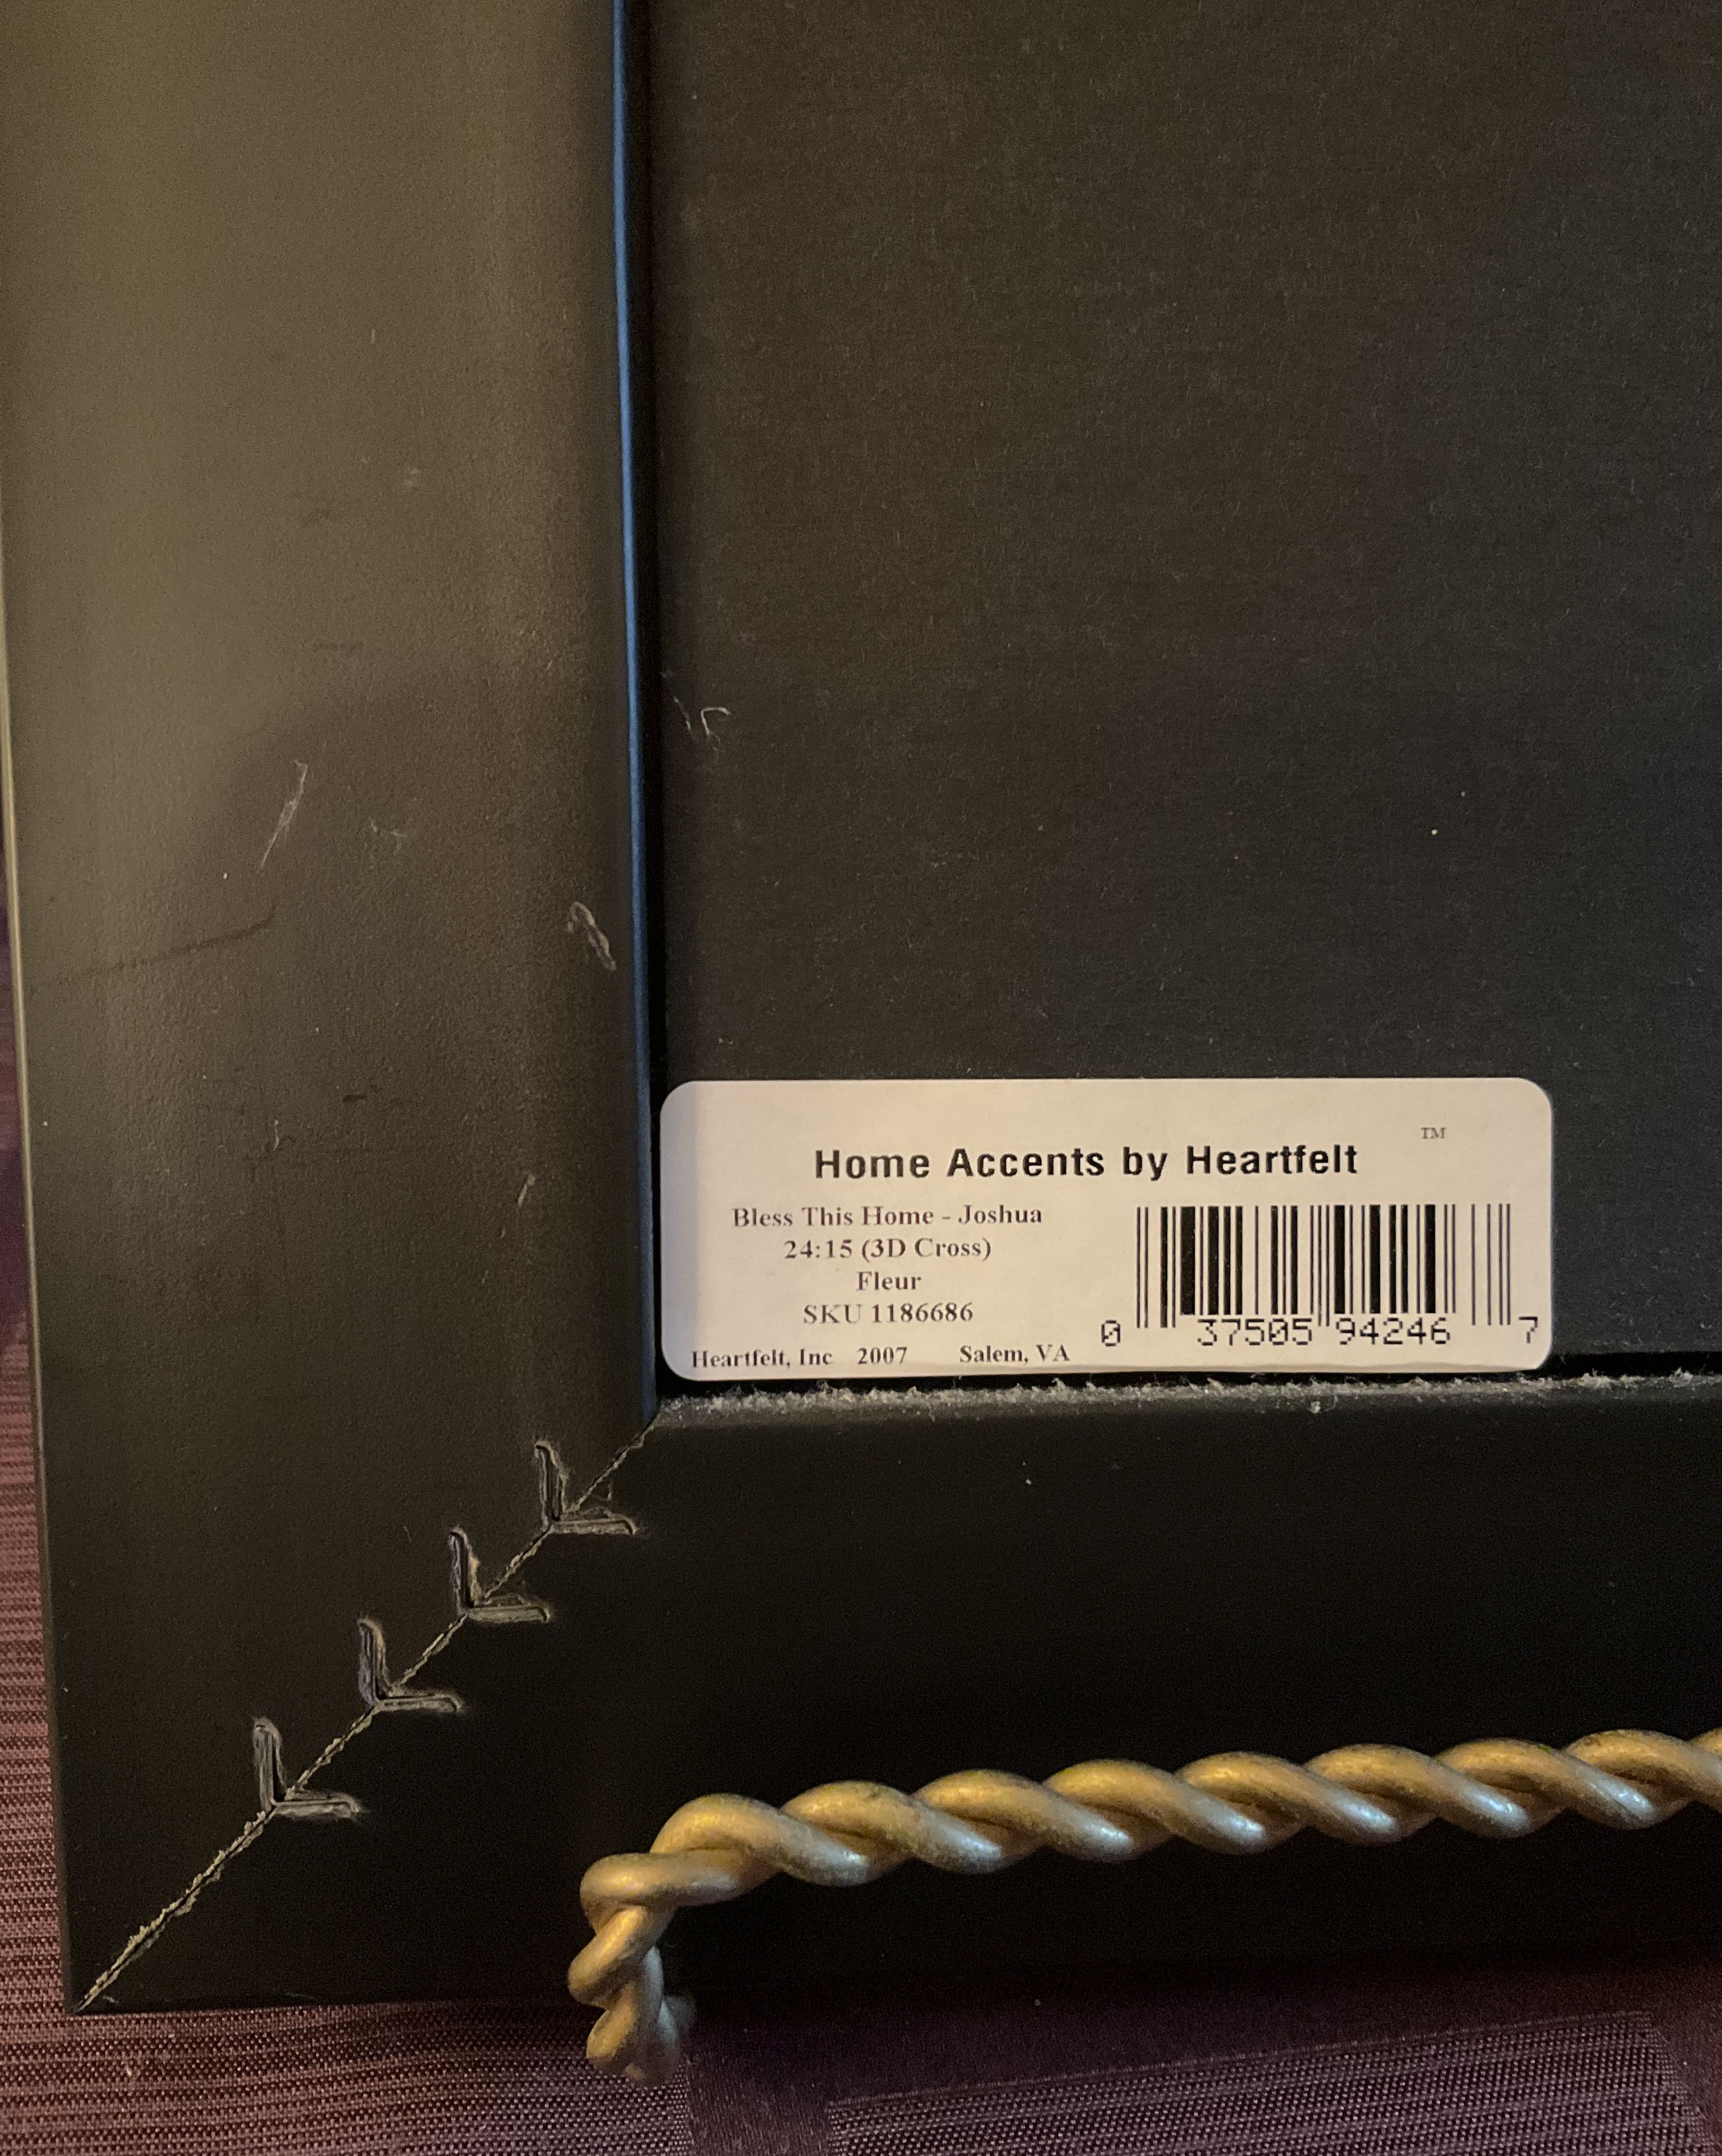 Home Accents by Heartfelt ™
Bless This Home - Joshua
24:15 (3D Cross)
Fleur
SKU 1186686
Heartfelt, Inc 2007 Salem, VA
0 37505 94246 7